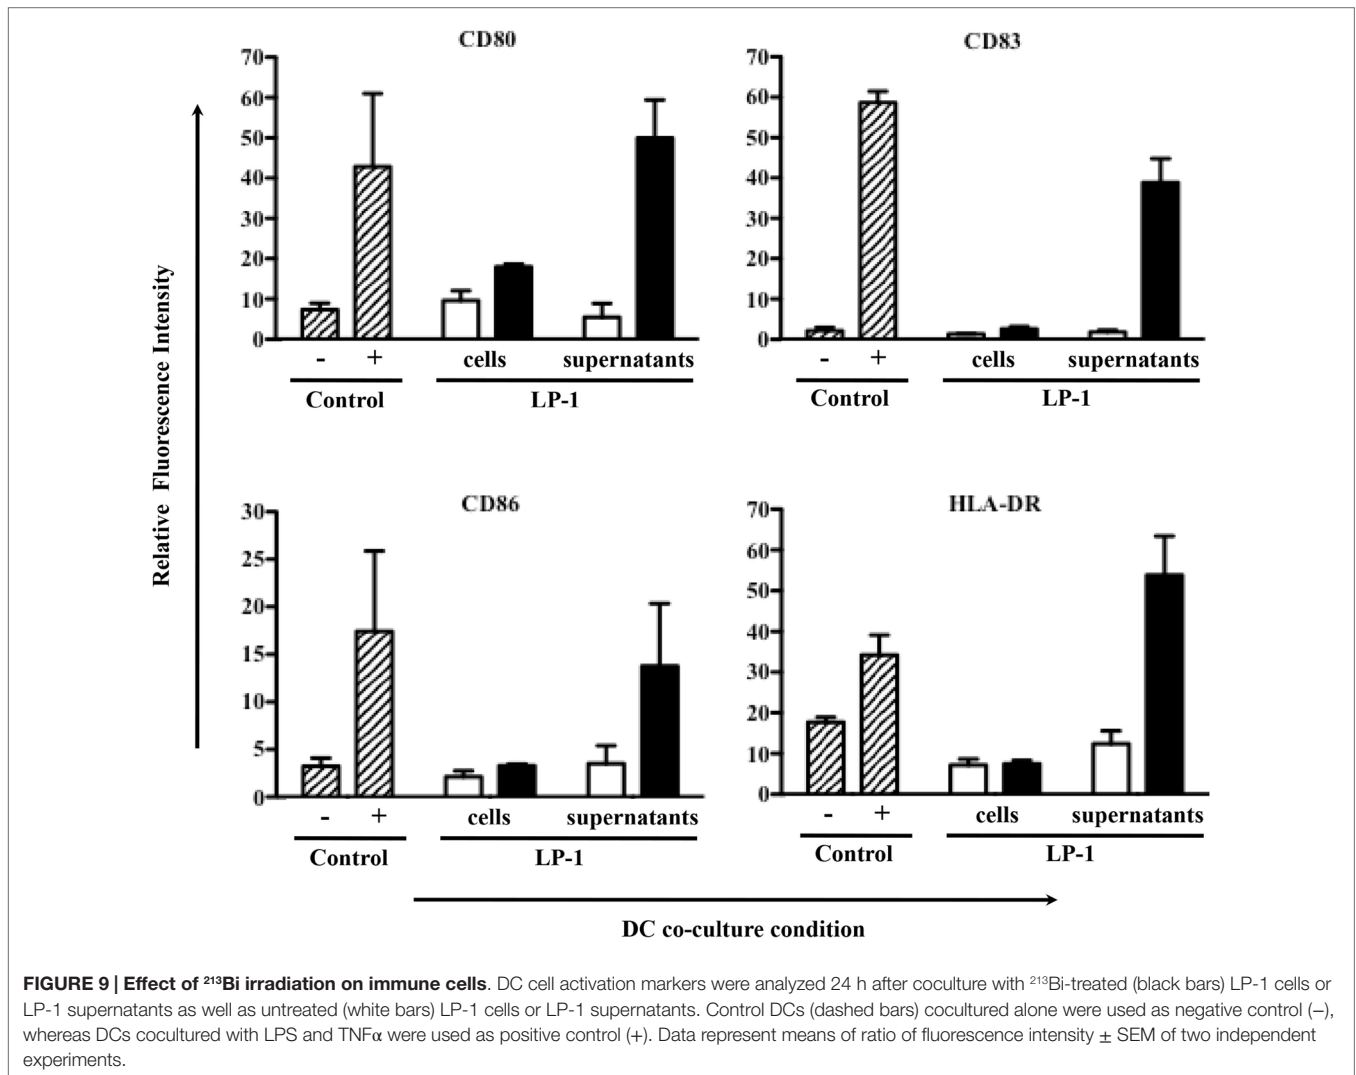 CD80
70
60
50
40
30
20
10
0
- +
cells supernatants
Control
LP-1
CD83
70
60
50
40
30
20
10
0
- +
cells supernatants
Control
LP-1
Relative Fluorescence Intensity
CD86
30
25
20
15
10
5
0
- +
cells supernatants
Control
LP-1
HLA-DR
70
60
50
40
30
20
10
0
- +
cells supernatants
Control
LP-1
DC co-culture condition
FIGURE 9 | Effect of ²¹³Bi irradiation on immune cells. DC cell activation markers were analyzed 24 h after coculture with ²¹³Bi-treated (black bars) LP-1 cells or
LP-1 supernatants as well as untreated (white bars) LP-1 cells or LP-1 supernatants. Control DCs (dashed bars) cocultured alone were used as negative control (−),
whereas DCs cocultured with LPS and TNFα were used as positive control (+). Data represent means of ratio of fluorescence intensity ± SEM of two independent
experiments.